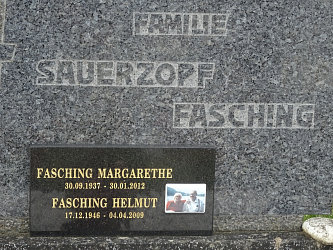 FAMILIE
SAUERZOPF
FASCHING
FASCHING MARGARETHE
30.09.1937 - 30.01.2012
FASCHING HELMUT
17.12.1946 - 04.04.2009